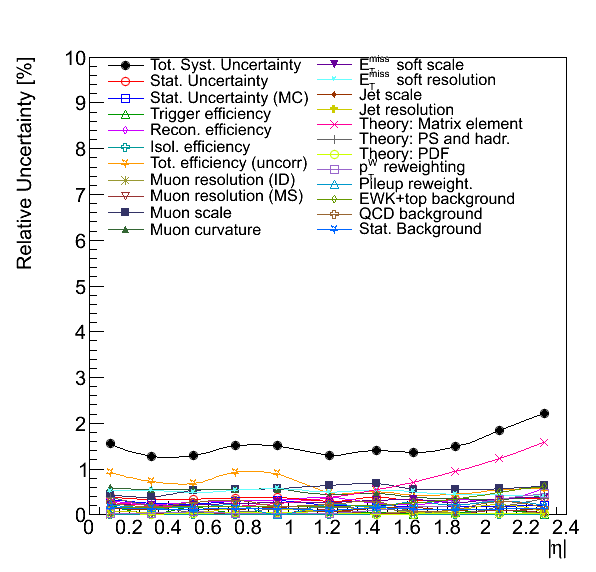 Relative Uncertainty [%]
10
9
8
7
6
5
4
3
2
1
0
Tot. Syst. Uncertainty
Stat. Uncertainty
Stat. Uncertainty (MC)
Trigger efficiency
Recon. efficiency
Isol. efficiency
Tot. efficiency (uncorr)
Muon resolution (ID)
Muon resolution (MS)
Muon scale
Muon curvature
E_T^miss soft scale
E_T^miss soft resolution
Jet scale
Jet resolution
Theory: Matrix element
Theory: PS and hadr.
Theory: PDF
p_T^W reweighting
Pileup reweight.
EWK+top background
QCD background
Stat. Background
0 0.2 0.4 0.6 0.8 1 1.2 1.4 1.6 1.8 2 2.2 2.4
|η|